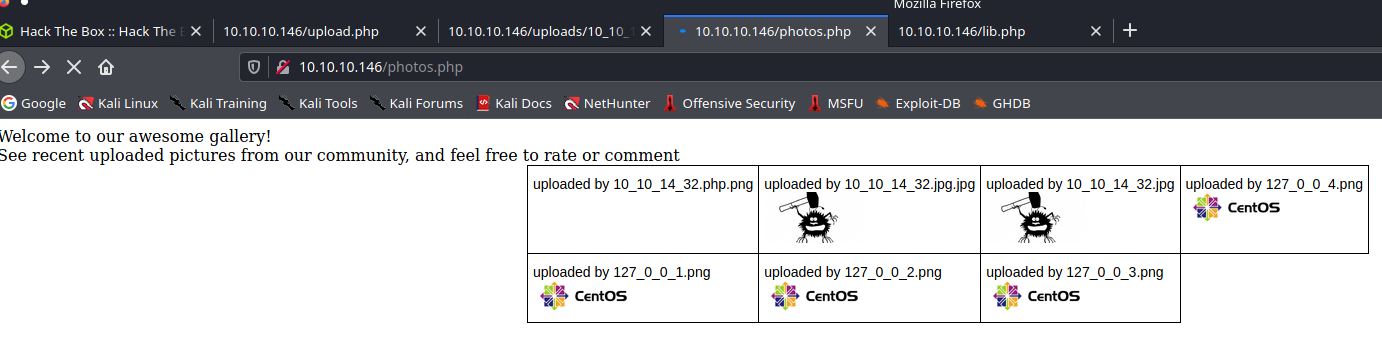 Mozilla Firefox
Hack The Box :: Hack The
10.10.10.146/upload.php
10.10.10.146/uploads/10_10_
10.10.10.146/photos.php
10.10.10.146/lib.php
10.10.10.146/photos.php
Google Kali Linux Kali Training Kali Tools Kali Forums Kali Docs NetHunter Offensive Security MSFU Exploit-DB GHDB
Welcome to our awesome gallery!
See recent uploaded pictures from our community, and feel free to rate or comment
uploaded by 10_10_14_32.php.png
uploaded by 10_10_14_32.jpg.jpg
uploaded by 10_10_14_32.jpg
uploaded by 127_0_0_4.png
CentOS
uploaded by 127_0_0_1.png
CentOS
uploaded by 127_0_0_2.png
CentOS
uploaded by 127_0_0_3.png
CentOS